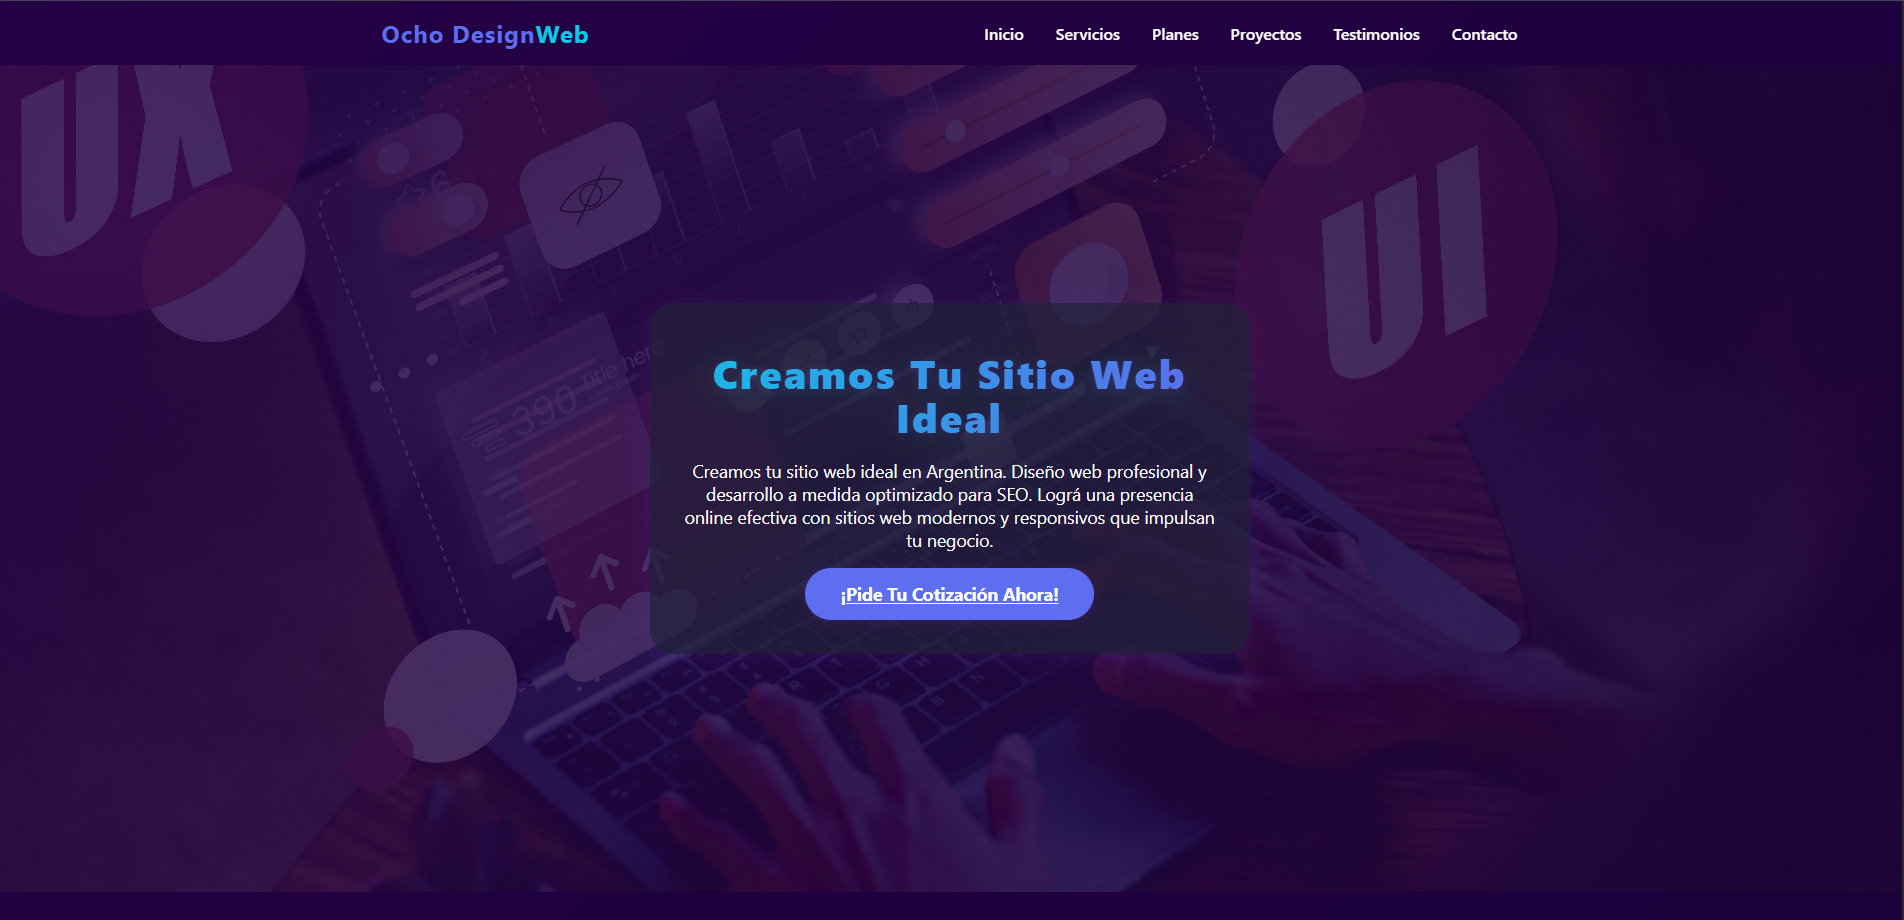 Ocho DesignWeb
Inicio Servicios Planes Proyectos Testimonios Contacto
UX
UI
6
390
Title here
Creamos Tu Sitio Web
Ideal
Creamos tu sitio web ideal en Argentina. Diseño web profesional y
desarrollo a medida optimizado para SEO. Lográ una presencia
online efectiva con sitios web modernos y responsivos que impulsan
tu negocio.
¡Pide Tu Cotización Ahora!